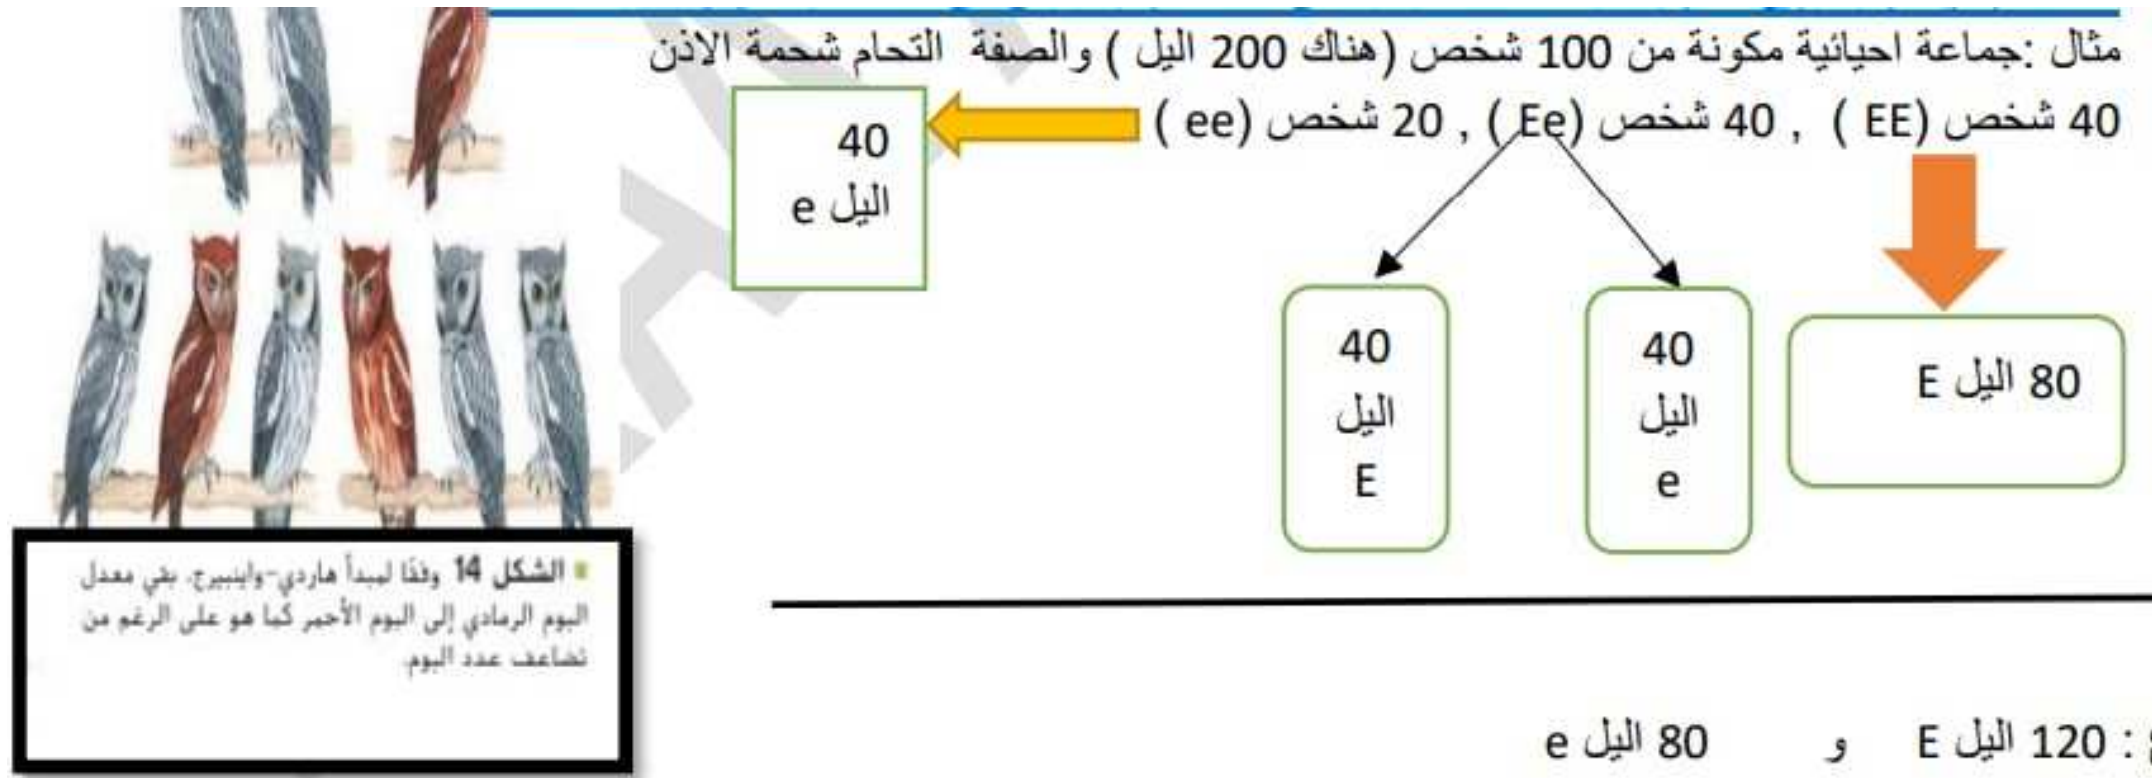 مثال :جماعة احيائية مكونة من 100 شخص (هناك 200 اليل ) والصفة التحام شحمة الاذن
40 شخص (EE ) , 40 شخص (Ee ) , 20 شخص (ee )
40
اليل e
80 اليل E
40
اليل
e
40
اليل
E
الشكل 14 وفقًا لمبدأ هاردي-واينبيرج، بقي معدل
البوم الرمادي إلى البوم الأحمر كما هو على الرغم من
تضاعف عدد البوم.
: 120 اليل E و 80 اليل e